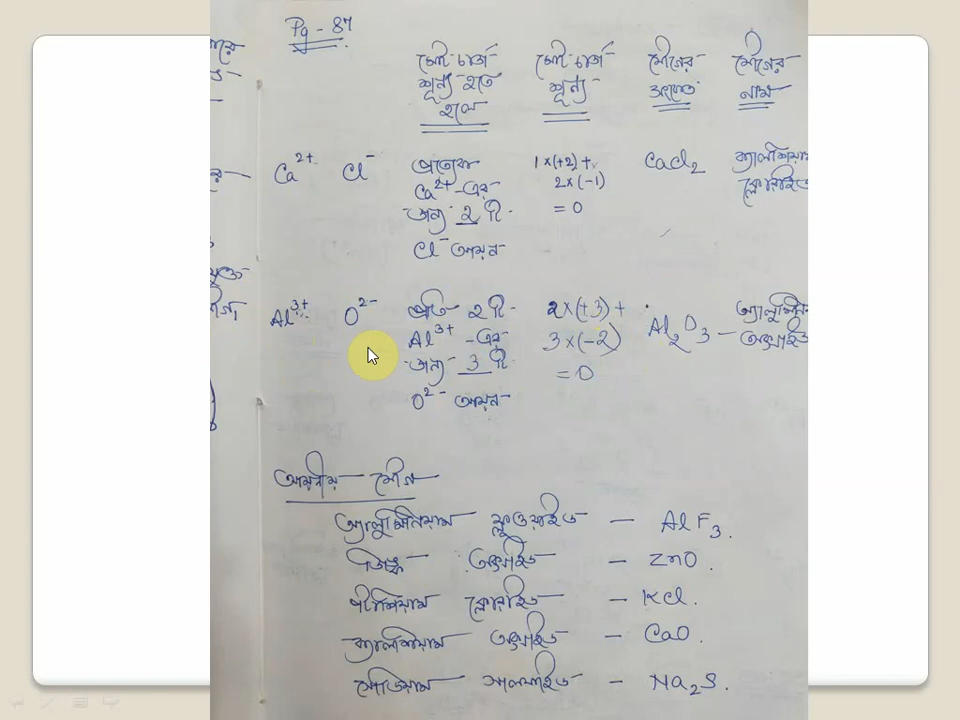 Pg - 87
মোট চার্জ শূন্য হতে হলে
মোট চার্জ শূন্য
যৌগের সংকেত
যৌগের নাম
Ca²⁺ Cl⁻
প্রত্যেক
Ca²⁺ -এর
জন্য 2 টি
Cl⁻ আয়ন
1×(+2)+
2×(-1)
= 0
CaCl₂
ক্যালশিয়াম
ক্লোরাইড
Al³⁺ O²⁻
প্রতি 2 টি
Al³⁺ -এর
জন্য 3 টি
O²⁻ আয়ন
2×(+3)+
3×(-2)
= 0
Al₂O₃ –
অ্যালুমিনি
অক্সাইড
আয়নীয় যৌগ
অ্যালুমিনিয়াম ফ্লুওরাইড – AlF₃.
জিঙ্ক অক্সাইড – ZnO.
পটাশিয়াম ক্লোরাইড – KCl.
ক্যালশিয়াম অক্সাইড – CaO.
সোডিয়াম সালফাইড – Na₂S.